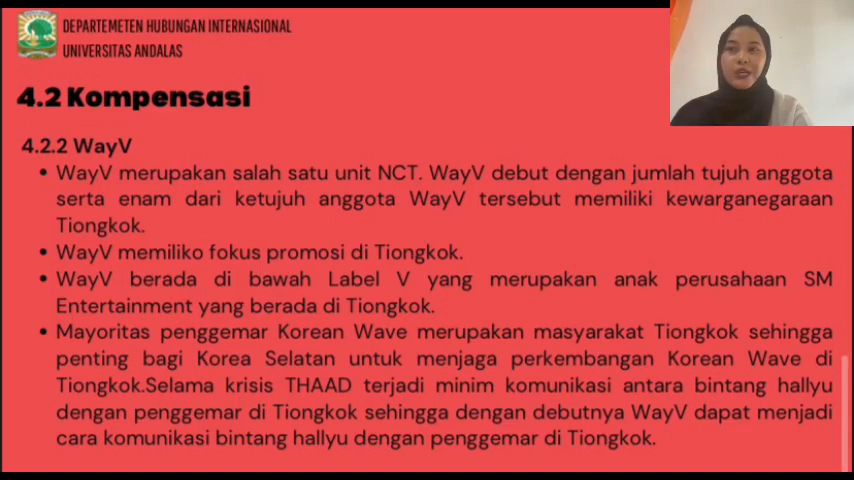 DEPARTEMETEN HUBUNGAN INTERNASIONAL
UNIVERSITAS ANDALAS
4.2 Kompensasi
4.2.2 WayV
• WayV merupakan salah satu unit NCT. WayV debut dengan jumlah tujuh anggota
serta enam dari ketujuh anggota WayV tersebut memiliki kewarganegaraan
Tiongkok.
• WayV memiliko fokus promosi di Tiongkok.
• WayV berada di bawah Label V yang merupakan anak perusahaan SM
Entertainment yang berada di Tiongkok.
• Mayoritas penggemar Korean Wave merupakan masyarakat Tiongkok sehingga
penting bagi Korea Selatan untuk menjaga perkembangan Korean Wave di
Tiongkok.Selama krisis THAAD terjadi minim komunikasi antara bintang hallyu
dengan penggemar di Tiongkok sehingga dengan debutnya WayV dapat menjadi
cara komunikasi bintang hallyu dengan penggemar di Tiongkok.